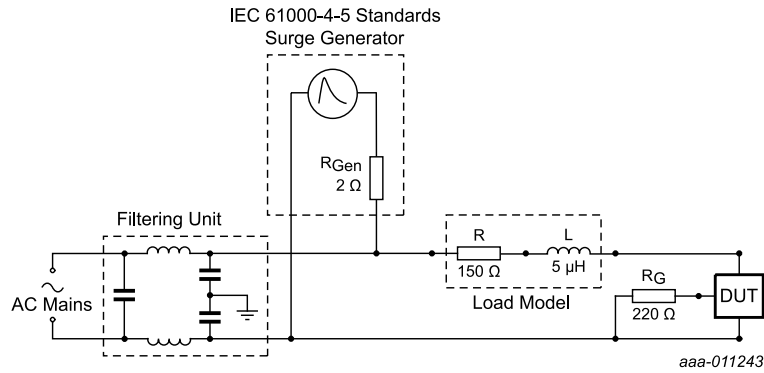 IEC 61000-4-5 Standards
Surge Generator
RGen
2 Ω
Filtering Unit
AC Mains
R
150 Ω
L
5 μH
Load Model
RG
220 Ω
DUT
aaa-011243